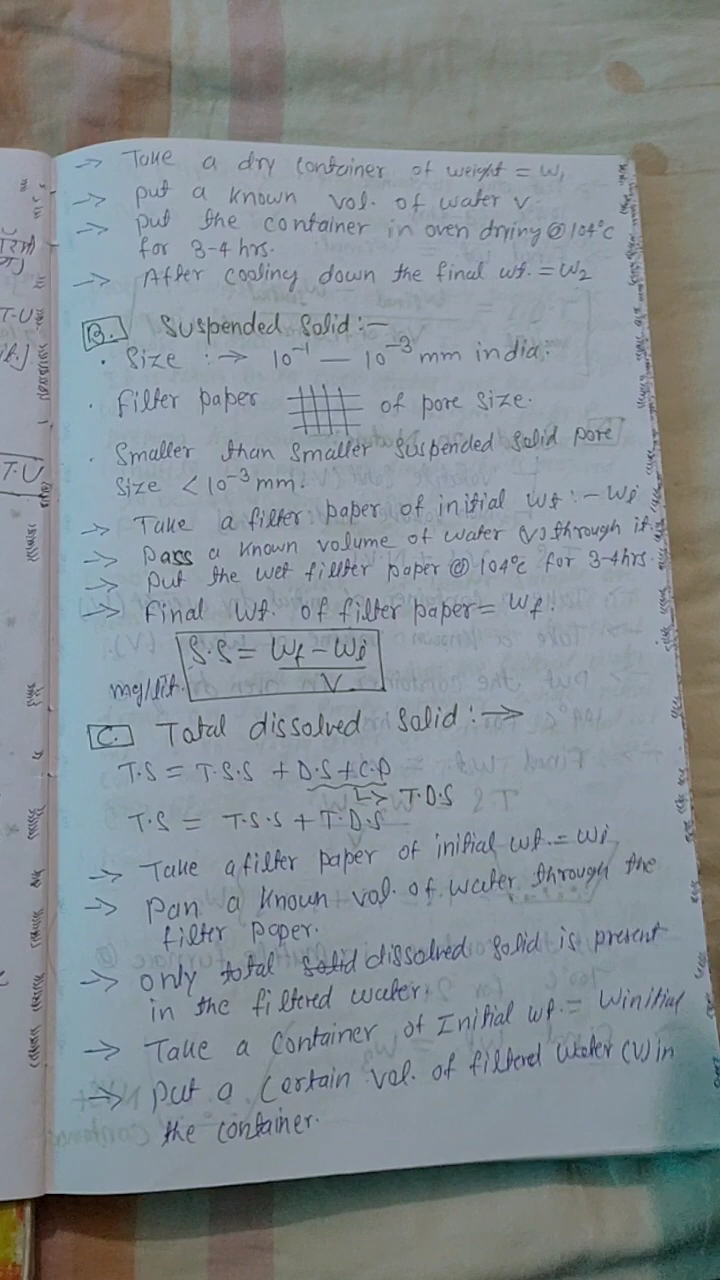 T.U
T.U
→ Take a dry container of weight = W₁
→ put a known vol. of water v.
→ put the container in oven drying @ 104°c
for 3-4 hrs.
→ After cooling down the final wt. = W₂
B. Suspended Solid :-
· Size :→ 10⁻¹ — 10⁻³ mm in dia.
· Filter paper of pore size.
· Smaller than smaller suspended solid pore
size < 10⁻³ mm.
→ Take a filter paper of initial wt :- Wi
→ Pass a known volume of water (V) through it.
→ Put the wet fillter paper @ 104°c for 3-4hrs.
→ Final Wt. of filter paper = Wf.
S.S = Wf - Wi
mg/lit. V
C. Total dissolved Solid :→
T.S = T.S.S + D.S + C.D
↳ T.D.S
T.S = T.S.S + T.D.S
→ Take a filter paper of initial wt. = Wi
→ Pan a known vol. of water through the
filter paper.
→ only total solid dissolved solid is present
in the filtered water.
→ Take a container of Initial wt. = Winitial
→ Put a certain vol. of filterd water (V) in
the container.